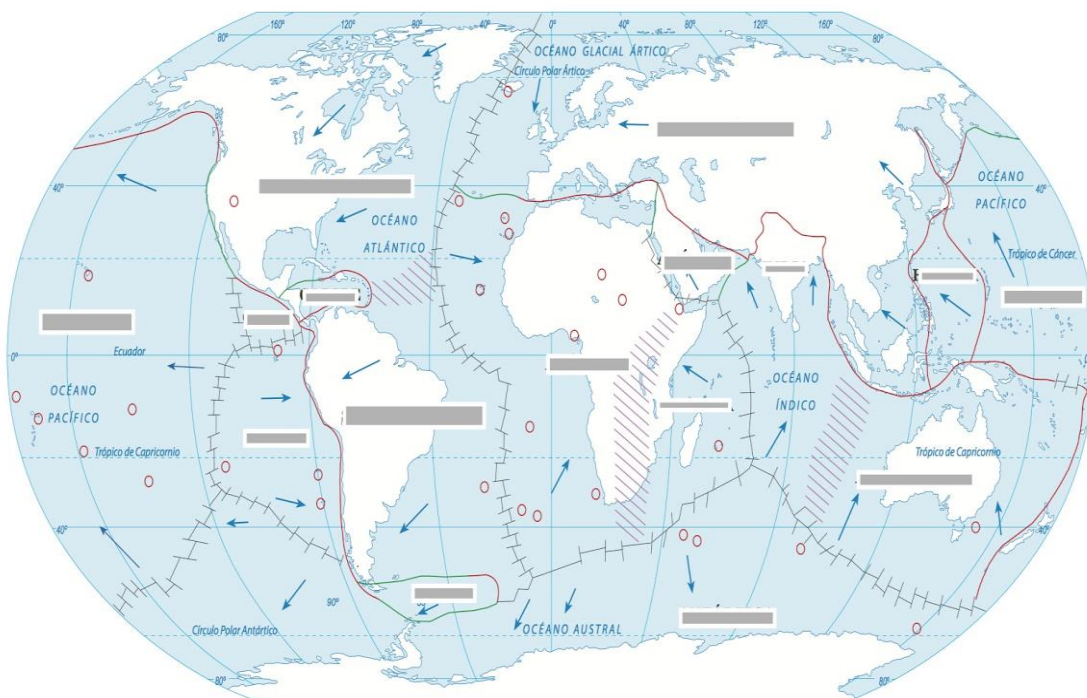 160º 120º 80º 40º 0º 40º 80º 120º 160º
80º 80º
OCÉANO GLACIAL ÁRTICO
Círculo Polar Ártico
40º 40º
OCÉANO
PACÍFICO
OCÉANO
ATLÁNTICO
Trópico de Cáncer
Ecuador
0º 0º
OCÉANO
PACÍFICO
OCÉANO
ÍNDICO
Trópico de Capricornio
Trópico de Capricornio
40º 40º
90º
Círculo Polar Antártico
OCÉANO AUSTRAL
80º 80º